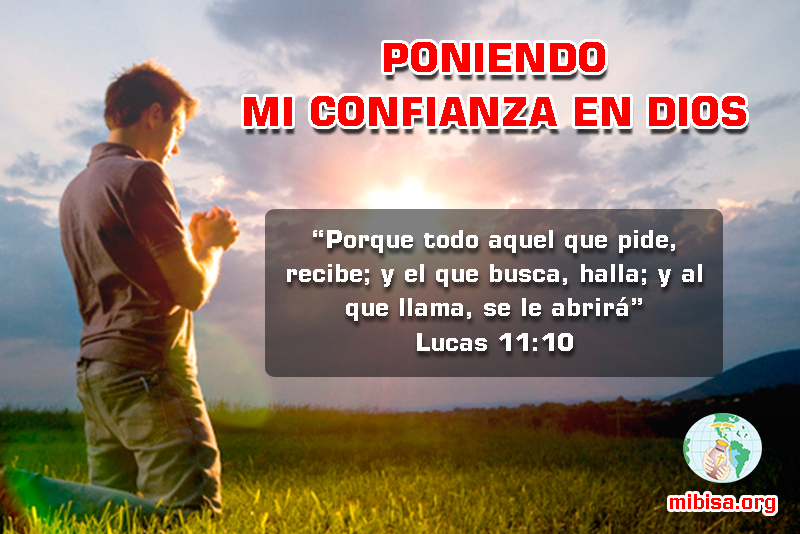 PONIENDO
MI CONFIANZA EN DIOS
“Porque todo aquel que pide,
recibe; y el que busca, halla; y al
que llama, se le abrirá”
Lucas 11:10
mibisa.org